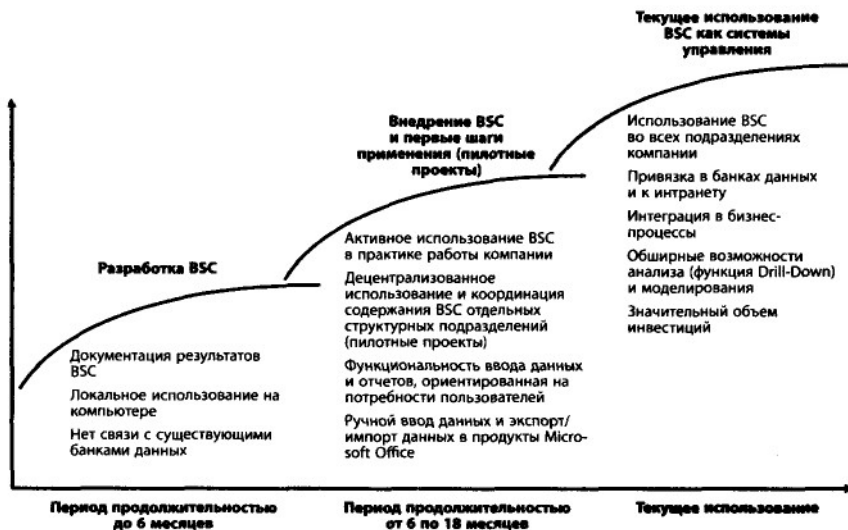 Текущее использование
BSC как системы
управления
Внедрение BSC
и первые шаги
применения (пилотные
проекты)
Использование BSC
во всех подразделениях
компании
Привязка в банках данных
и к интранету
Интеграция в бизнес-
процессы
Обширные возможности
анализа (функция Drill-Down)
и моделирования
Значительный объем
инвестиций
Разработка BSC
Активное использование BSC
в практике работы компании
Децентрализованное
использование и координация
содержания BSC отдельных
структурных подразделений
(пилотные проекты)
Функциональность ввода данных
и отчетов, ориентированная на
потребности пользователей
Ручной ввод данных и экспорт/
импорт данных в продукты Micro-
soft Office
Документация результатов
BSC
Локальное использование на
компьютере
Нет связи с существующими
банками данных
Период продолжительностью
до 6 месяцев
Период продолжительностью
от 6 по 18 месяцев
Текущее использование